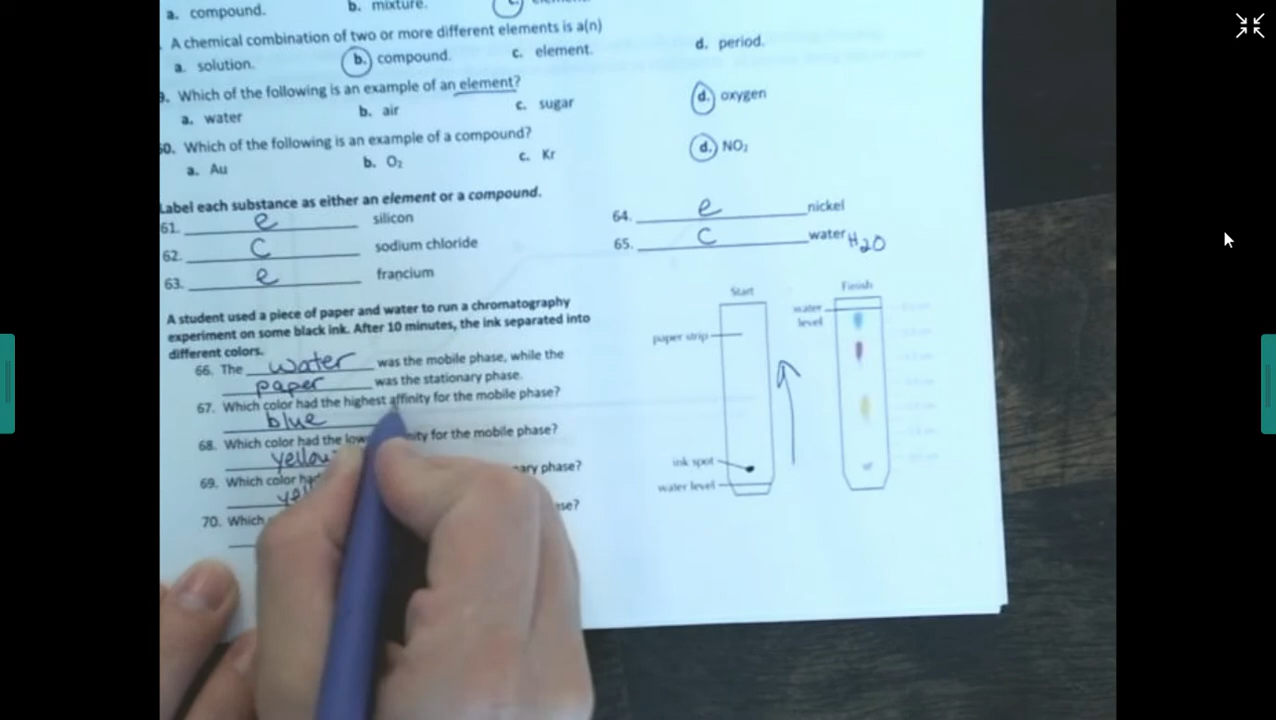 a. compound. b. mixture.
A chemical combination of two or more different elements is a(n)
a. solution. b. compound. c. element. d. period.
9. Which of the following is an example of an element?
a. water b. air c. sugar d. oxygen
60. Which of the following is an example of a compound?
a. Au b. O₂ c. Kr d. NO₂
Label each substance as either an element or a compound.
61. e silicon 64. e nickel
62. c sodium chloride 65. c water H₂O
63. e francium
A student used a piece of paper and water to run a chromatography
experiment on some black ink. After 10 minutes, the ink separated into
different colors.
66. The water was the mobile phase, while the
paper was the stationary phase.
67. Which color had the highest affinity for the mobile phase?
blue
68. Which color had the for the mobile phase?
yellow
69. Which color phase?
70. Which
Start Finish
water level
paper strip
ink spot
water level